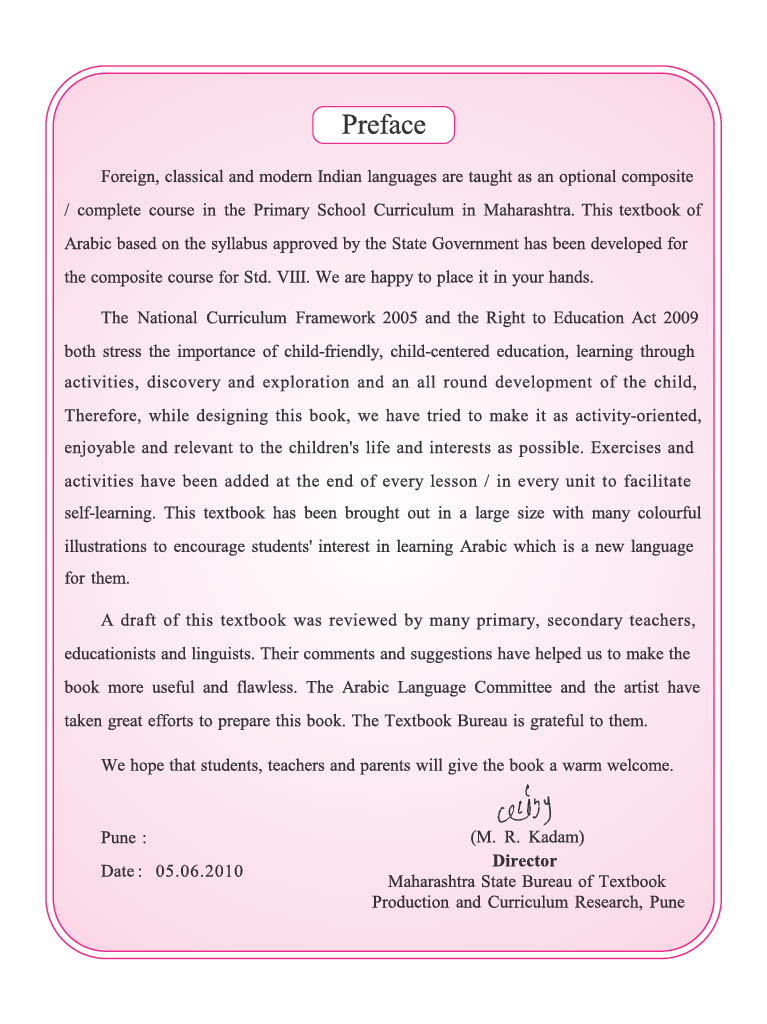 Preface
Foreign, classical and modern Indian languages are taught as an optional composite
/ complete course in the Primary School Curriculum in Maharashtra. This textbook of
Arabic based on the syllabus approved by the State Government has been developed for
the composite course for Std. VIII. We are happy to place it in your hands.
The National Curriculum Framework 2005 and the Right to Education Act 2009
both stress the importance of child-friendly, child-centered education, learning through
activities, discovery and exploration and an all round development of the child,
Therefore, while designing this book, we have tried to make it as activity-oriented,
enjoyable and relevant to the children's life and interests as possible. Exercises and
activities have been added at the end of every lesson / in every unit to facilitate
self-learning. This textbook has been brought out in a large size with many colourful
illustrations to encourage students' interest in learning Arabic which is a new language
for them.
A draft of this textbook was reviewed by many primary, secondary teachers,
educationists and linguists. Their comments and suggestions have helped us to make the
book more useful and flawless. The Arabic Language Committee and the artist have
taken great efforts to prepare this book. The Textbook Bureau is grateful to them.
We hope that students, teachers and parents will give the book a warm welcome.
Pune :
Date : 05.06.2010
(M. R. Kadam)
Director
Maharashtra State Bureau of Textbook
Production and Curriculum Research, Pune